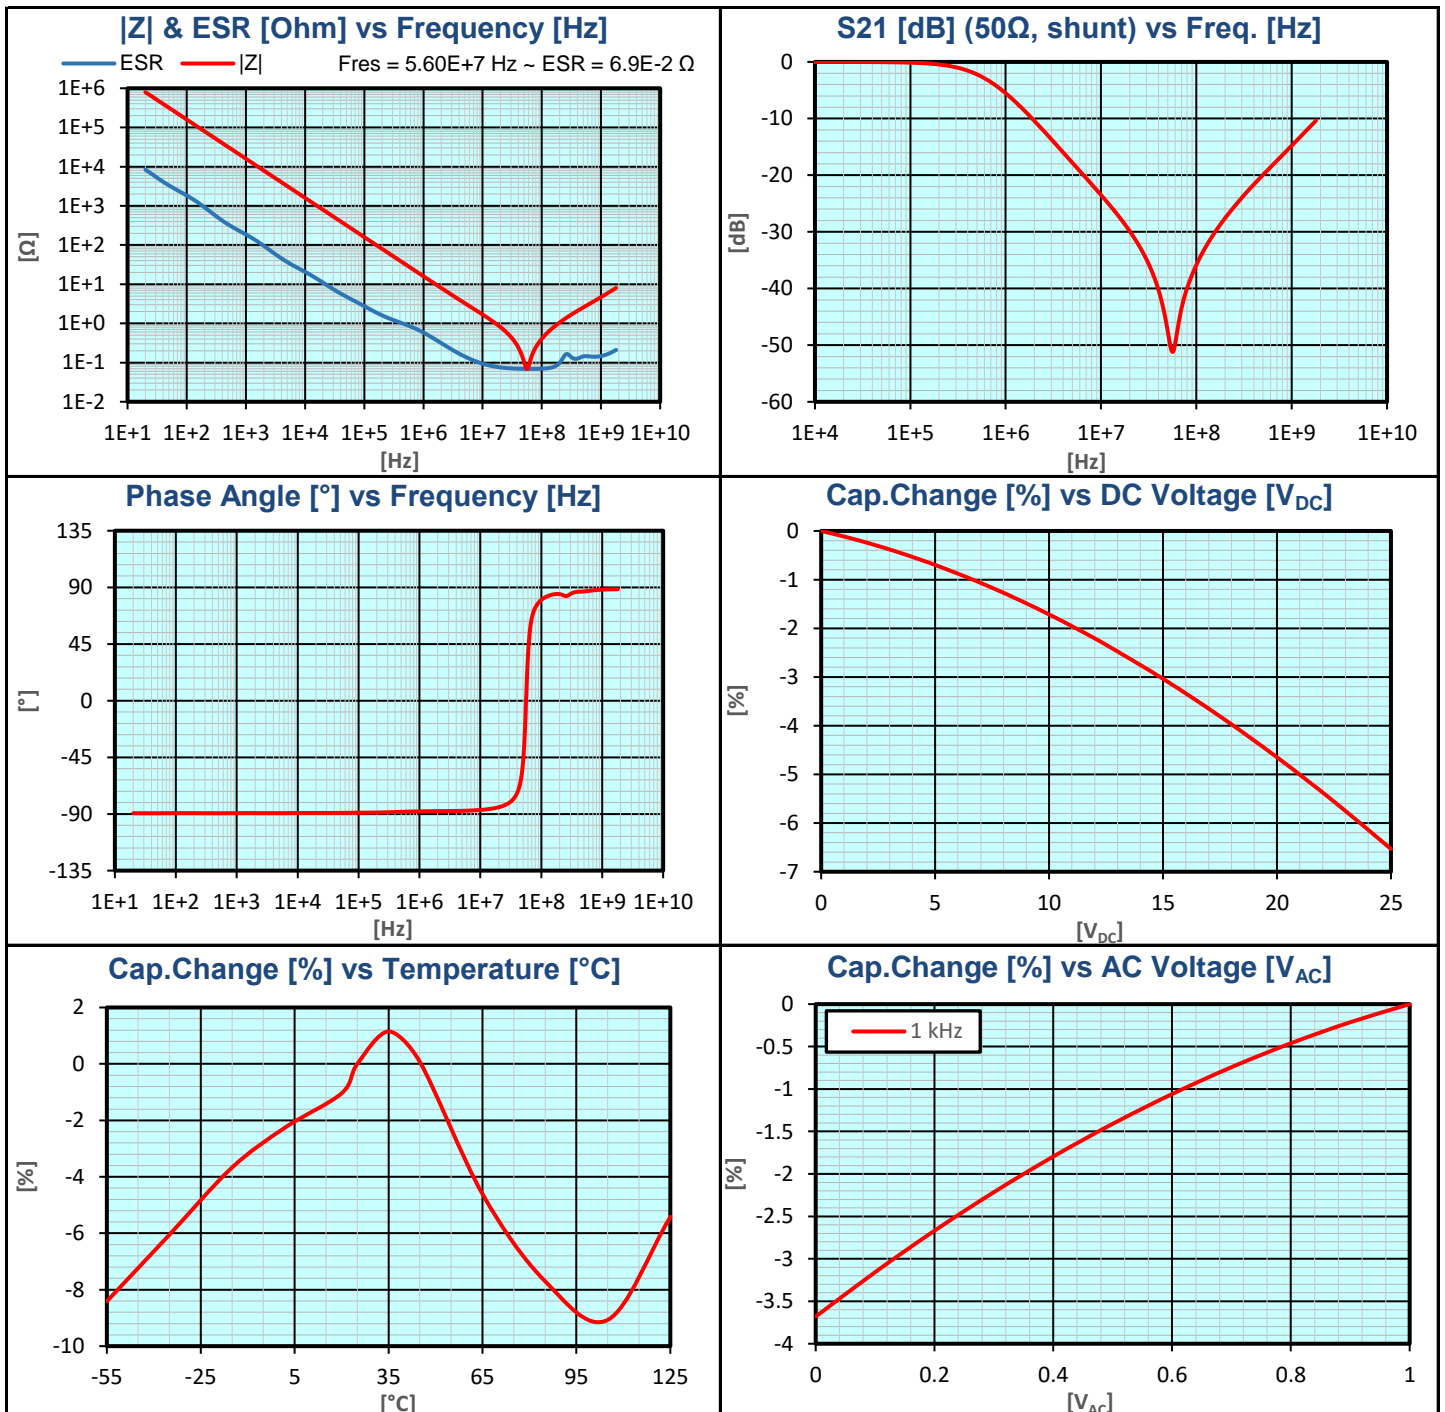 |Z| & ESR [Ohm] vs Frequency [Hz]
ESR |Z| Fres = 5.60E+7 Hz ~ ESR = 6.9E-2 Ω
1E+6
1E+5
1E+4
1E+3
1E+2
1E+1
1E+0
1E-1
1E-2
[Ω]
1E+1 1E+2 1E+3 1E+4 1E+5 1E+6 1E+7 1E+8 1E+9 1E+10
[Hz]
S21 [dB] (50Ω, shunt) vs Freq. [Hz]
0
-10
-20
-30
-40
-50
-60
[dB]
1E+4 1E+5 1E+6 1E+7 1E+8 1E+9 1E+10
[Hz]
Phase Angle [°] vs Frequency [Hz]
135
90
45
0
-45
-90
-135
[°]
1E+1 1E+2 1E+3 1E+4 1E+5 1E+6 1E+7 1E+8 1E+9 1E+10
[Hz]
Cap.Change [%] vs DC Voltage [VDC]
0
-1
-2
-3
-4
-5
-6
-7
[%]
0 5 10 15 20 25
[VDC]
Cap.Change [%] vs Temperature [°C]
2
0
-2
-4
-6
-8
-10
[%]
-55 -25 5 35 65 95 125
[°C]
Cap.Change [%] vs AC Voltage [VAC]
1 kHz
0
-0.5
-1
-1.5
-2
-2.5
-3
-3.5
-4
[%]
0 0.2 0.4 0.6 0.8 1
[VAC]